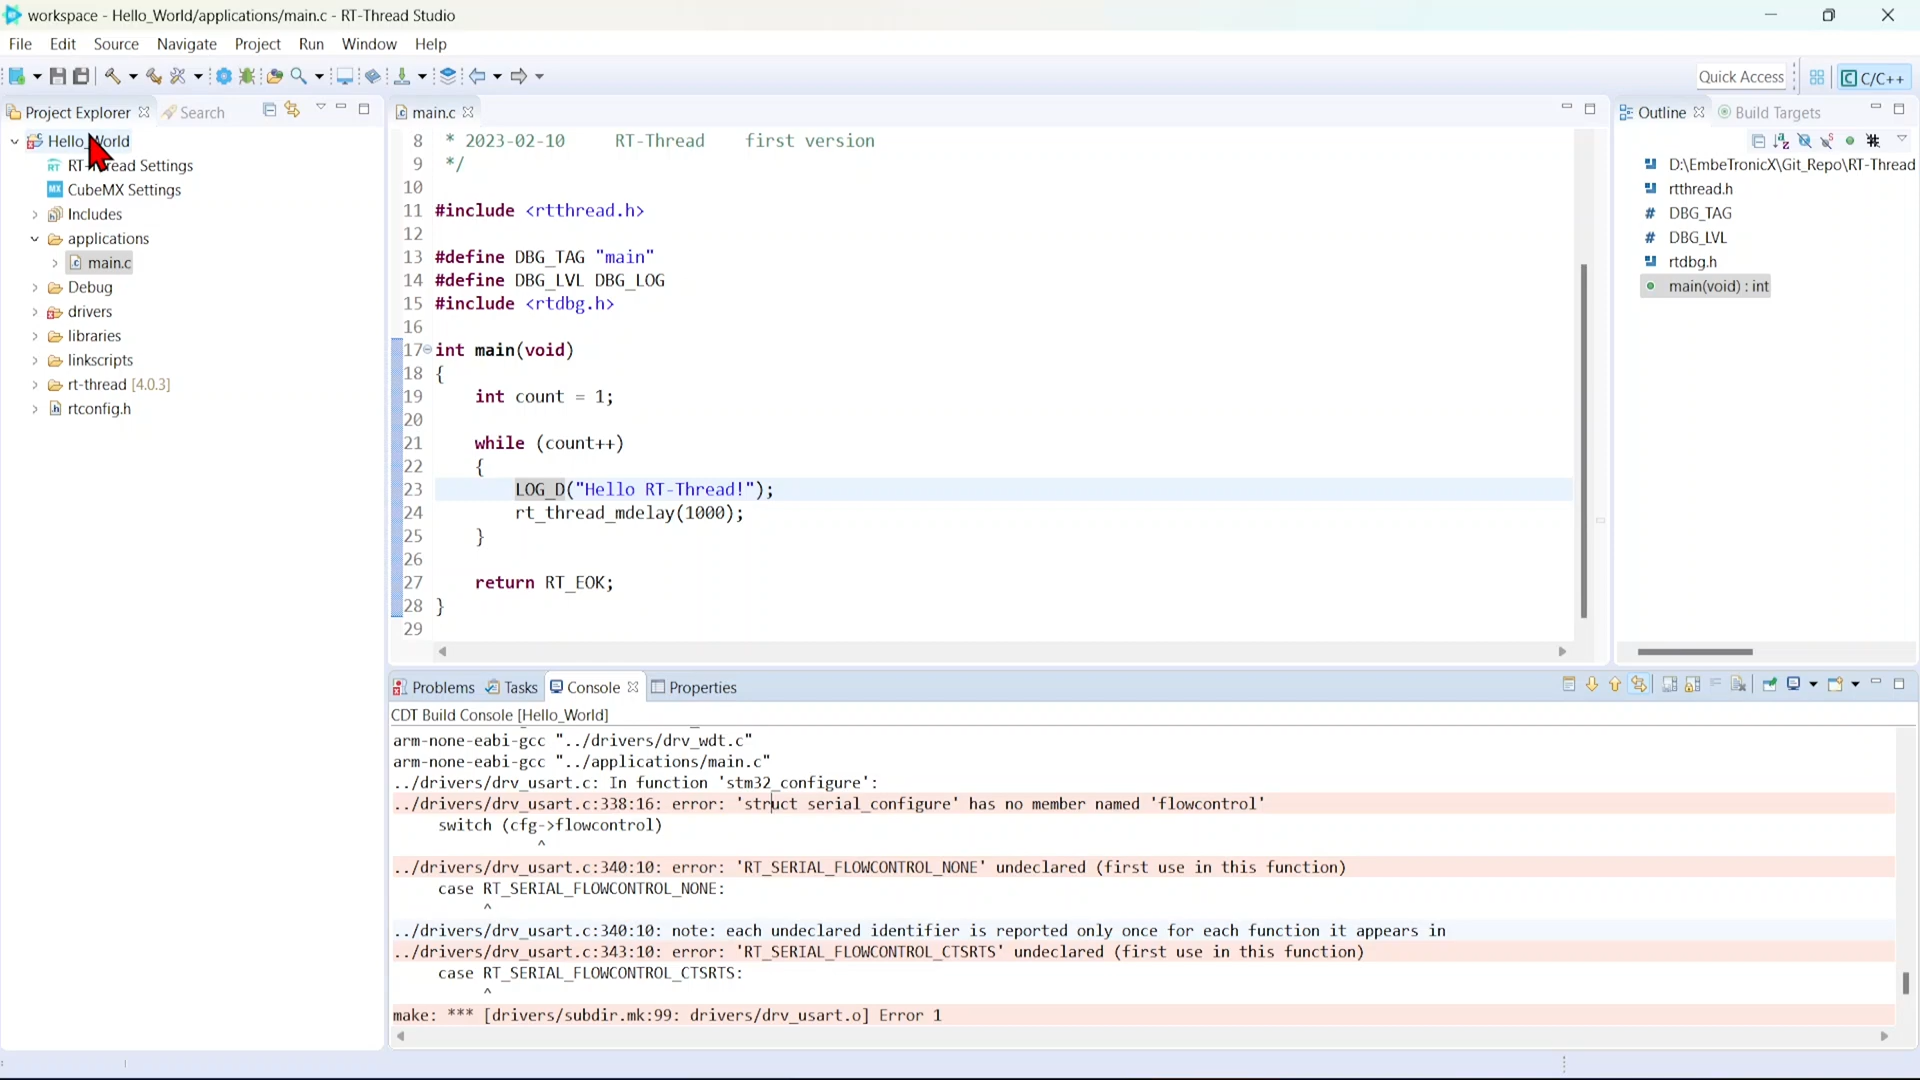 workspace - Hello_World/applications/main.c - RT-Thread Studio
File Edit Source Navigate Project Run Window Help
Quick Access
C/C++
Project Explorer
Search
Hello_World
RT-Thread Settings
CubeMX Settings
Includes
applications
main.c
Debug
drivers
libraries
linkscripts
rt-thread [4.0.3]
rtconfig.h
main.c
8 * 2023-02-10 RT-Thread first version
9 */
10
11 #include <rtthread.h>
12
13 #define DBG_TAG "main"
14 #define DBG_LVL DBG_LOG
15 #include <rtdbg.h>
16
17 int main(void)
18 {
19 int count = 1;
20
21 while (count++)
22 {
23 LOG_D("Hello RT-Thread!");
24 rt_thread_mdelay(1000);
25 }
26
27 return RT_EOK;
28 }
29
Outline
Build Targets
D:\EmbeTronicX\Git_Repo\RT-Thread
rtthread.h
# DBG_TAG
# DBG_LVL
rtdbg.h
main(void) : int
Problems Tasks Console Properties
CDT Build Console [Hello_World]
arm-none-eabi-gcc "../drivers/drv_wdt.c"
arm-none-eabi-gcc "../applications/main.c"
../drivers/drv_usart.c: In function 'stm32_configure':
../drivers/drv_usart.c:338:16: error: 'struct serial_configure' has no member named 'flowcontrol'
switch (cfg->flowcontrol)
^
../drivers/drv_usart.c:340:10: error: 'RT_SERIAL_FLOWCONTROL_NONE' undeclared (first use in this function)
case RT_SERIAL_FLOWCONTROL_NONE:
^
../drivers/drv_usart.c:340:10: note: each undeclared identifier is reported only once for each function it appears in
../drivers/drv_usart.c:343:10: error: 'RT_SERIAL_FLOWCONTROL_CTSRTS' undeclared (first use in this function)
case RT_SERIAL_FLOWCONTROL_CTSRTS:
^
make: *** [drivers/subdir.mk:99: drivers/drv_usart.o] Error 1